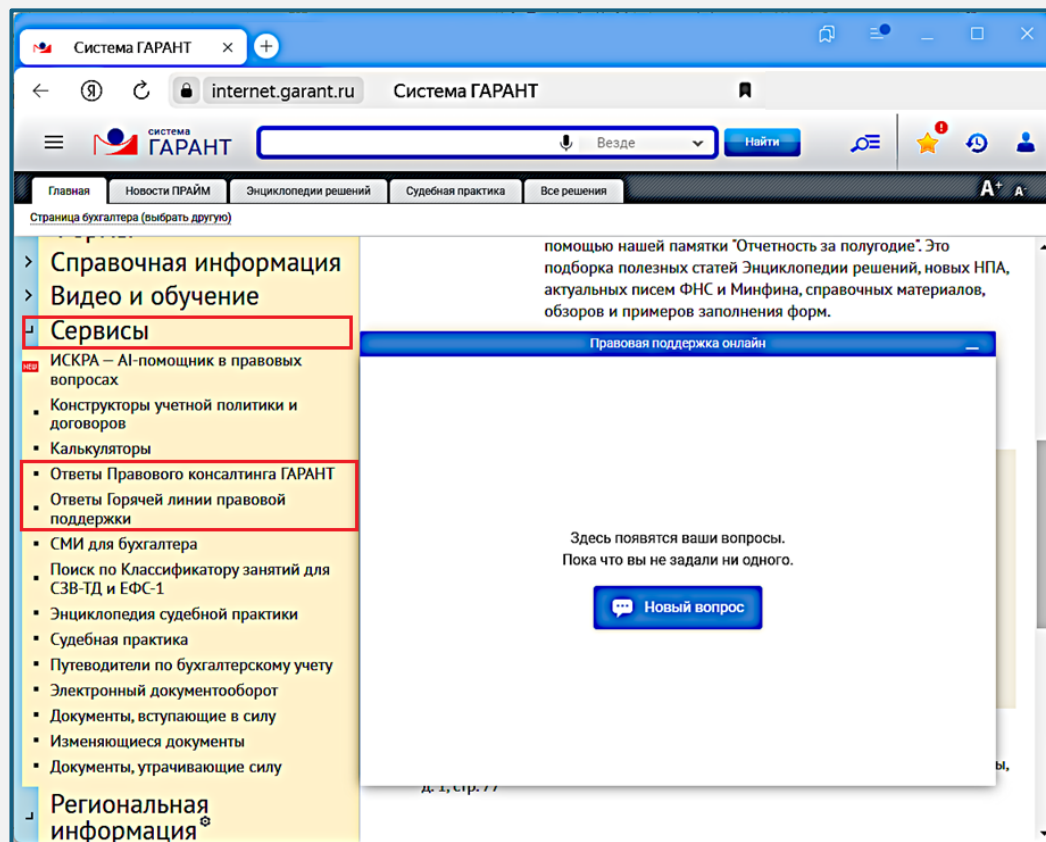 Система ГАРАНТ
internet.garant.ru Система ГАРАНТ
система
ГАРАНТ
Везде
Найти
Главная
Новости ПРАЙМ
Энциклопедии решений
Судебная практика
Все решения
A+ A-
Страница бухгалтера (выбрать другую)
Справочная информация
Видео и обучение
Сервисы
NEW
ИСКРА — AI-помощник в правовых
вопросах
Конструкторы учетной политики и
договоров
Калькуляторы
Ответы Правового консалтинга ГАРАНТ
Ответы Горячей линии правовой
поддержки
СМИ для бухгалтера
Поиск по Классификатору занятий для
СЗВ-ТД и ЕФС-1
Энциклопедия судебной практики
Судебная практика
Путеводители по бухгалтерскому учету
Электронный документооборот
Документы, вступающие в силу
Изменяющиеся документы
Документы, утрачивающие силу
Региональная
информация
помощью нашей памятки "Отчетность за полугодие". Это
подборка полезных статей Энциклопедии решений, новых НПА,
актуальных писем ФНС и Минфина, справочных материалов,
обзоров и примеров заполнения форм.
Правовая поддержка онлайн
Здесь появятся ваши вопросы.
Пока что вы не задали ни одного.
Новый вопрос
ы,
д. 1, стр. 77